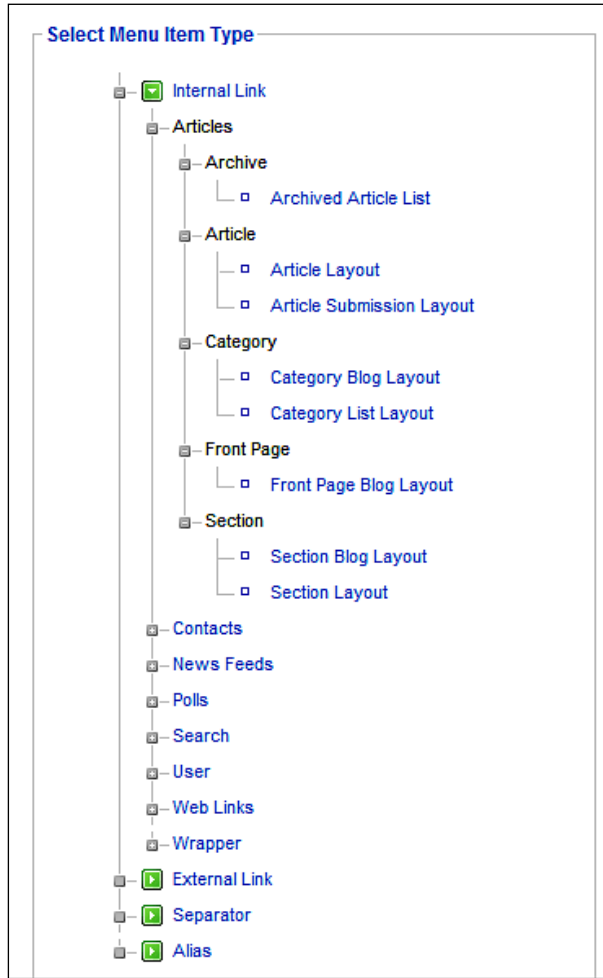 Select Menu Item Type
Internal Link
Articles
Archive
Archived Article List
Article
Article Layout
Article Submission Layout
Category
Category Blog Layout
Category List Layout
Front Page
Front Page Blog Layout
Section
Section Blog Layout
Section Layout
Contacts
News Feeds
Polls
Search
User
Web Links
Wrapper
External Link
Separator
Alias